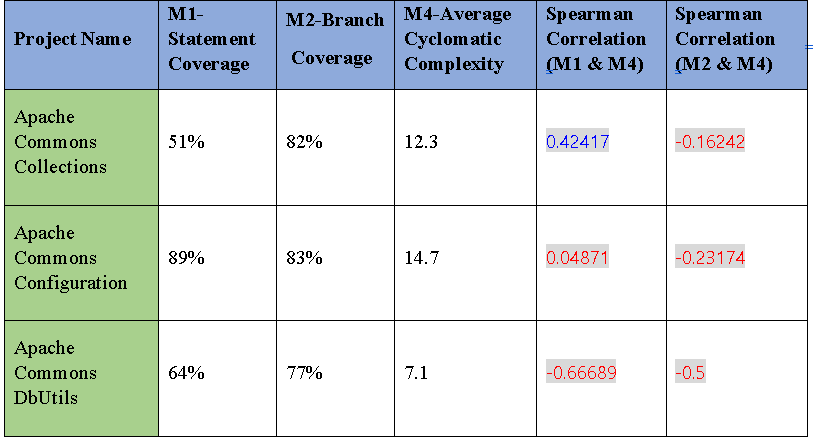 Project Name
M1-
Statement
Coverage
M2-Branch
Coverage
M4-Average
Cyclomatic
Complexity
Spearman
Correlation
(M1 & M4)
Spearman
Correlation
(M2 & M4)
=
Apache
Commons
Collections
51%
82%
12.3
0.42417
-0.16242
Apache
Commons
Configuration
89%
83%
14.7
0.04871
-0.23174
Apache
Commons
DbUtils
64%
77%
7.1
-0.66689
-0.5